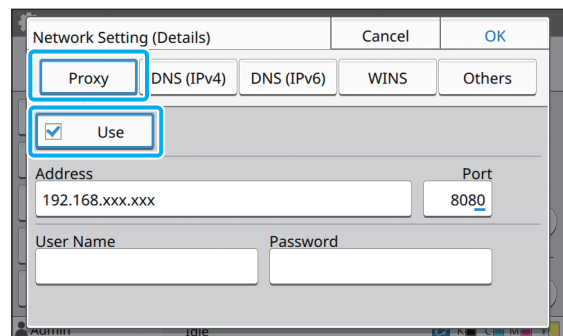 Network Setting (Details) Cancel OK
Proxy DNS (IPv4) DNS (IPv6) WINS Others
Use
Address Port
192.168.xxx.xxx 8080
User Name Password
Admin Idle K C M Y